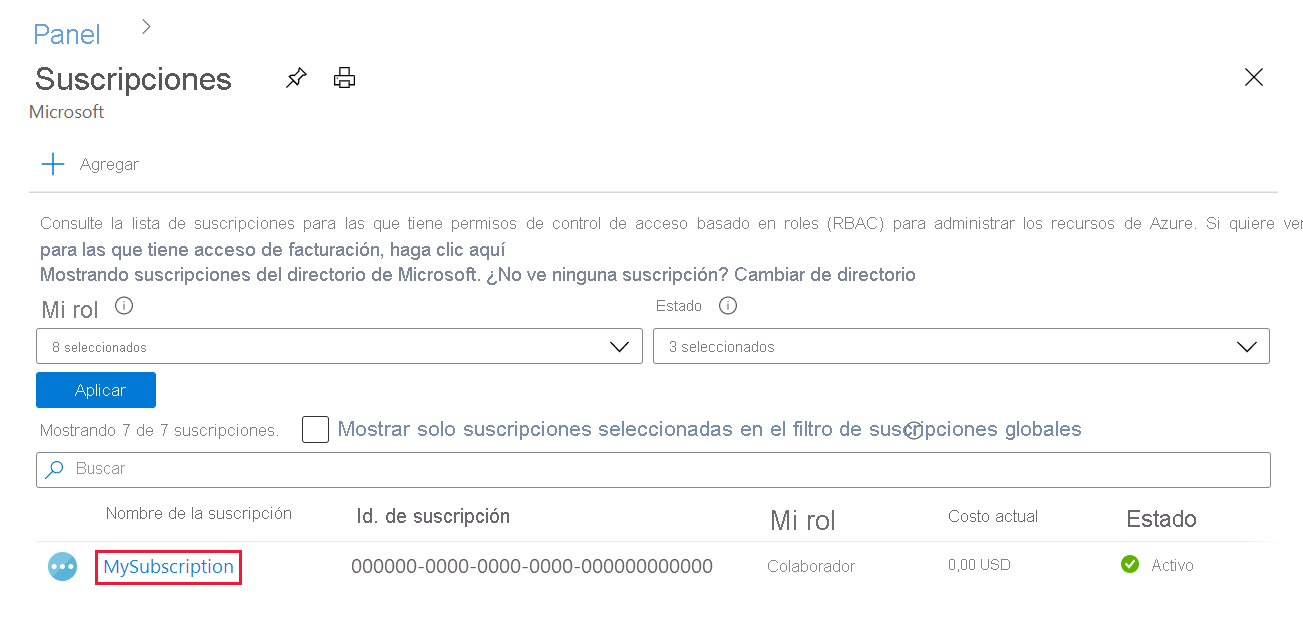 Panel
Suscripciones
Microsoft
Agregar
Consulte la lista de suscripciones para las que tiene permisos de control de acceso basado en roles (RBAC) para administrar los recursos de Azure. Si quiere ver
para las que tiene acceso de facturación, haga clic aquí
Mostrando suscripciones del directorio de Microsoft. ¿No ve ninguna suscripción? Cambiar de directorio
Mi rol Estado
8 seleccionados 3 seleccionados
Aplicar
Mostrando 7 de 7 suscripciones. Mostrar solo suscripciones seleccionadas en el filtro de suscripciones globales
Buscar
Nombre de la suscripción Id. de suscripción Mi rol Costo actual Estado
MySubscription 000000-0000-0000-0000-000000000000 Colaborador 0,00 USD Activo